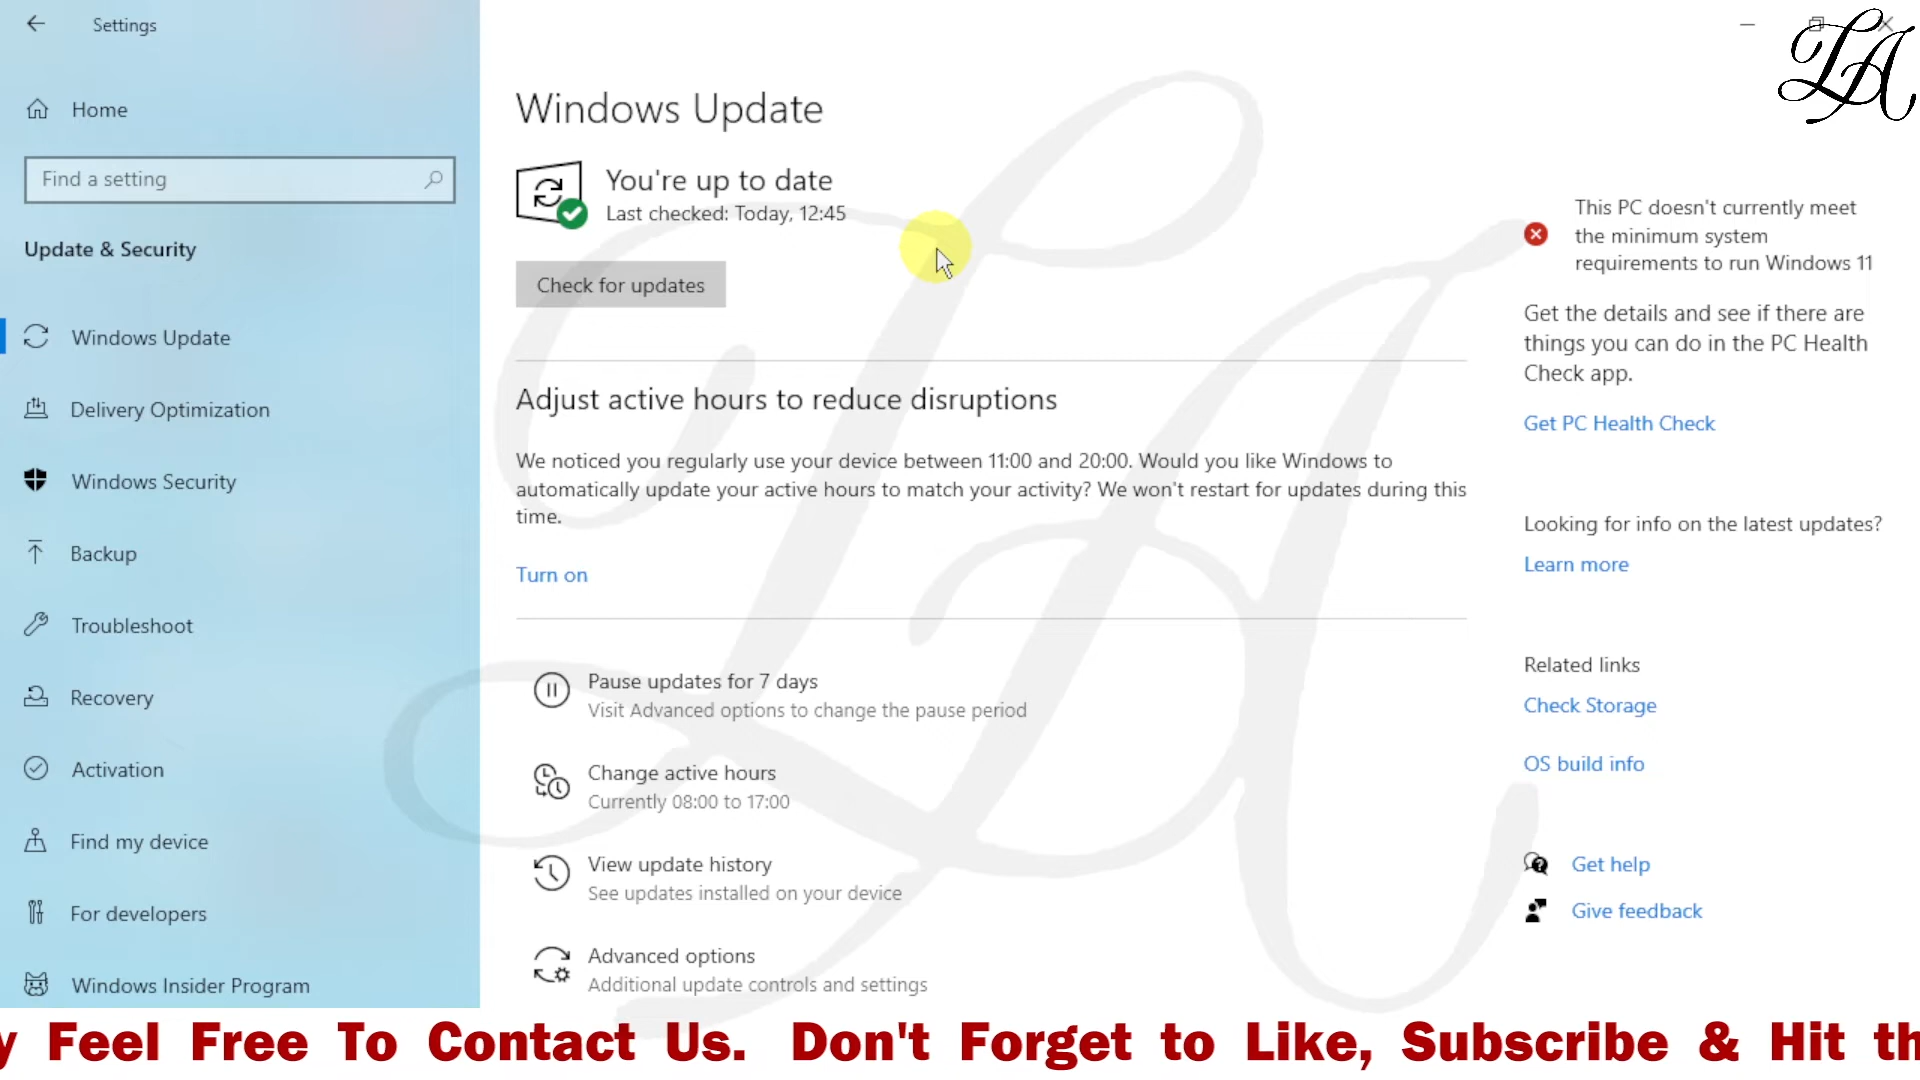 Settings
Home
Find a setting
Update & Security
Windows Update
Delivery Optimization
Windows Security
Backup
Troubleshoot
Recovery
Activation
Find my device
For developers
Windows Insider Program
Windows Update
You're up to date
Last checked: Today, 12:45
Check for updates
Adjust active hours to reduce disruptions
We noticed you regularly use your device between 11:00 and 20:00. Would you like Windows to
automatically update your active hours to match your activity? We won't restart for updates during this
time.
Turn on
Pause updates for 7 days
Visit Advanced options to change the pause period
Change active hours
Currently 08:00 to 17:00
View update history
See updates installed on your device
Advanced options
Additional update controls and settings
LA
This PC doesn't currently meet
the minimum system
requirements to run Windows 11
Get the details and see if there are
things you can do in the PC Health
Check app.
Get PC Health Check
Looking for info on the latest updates?
Learn more
Related links
Check Storage
OS build info
Get help
Give feedback
y Feel Free To Contact Us. Don't Forget to Like, Subscribe & Hit th